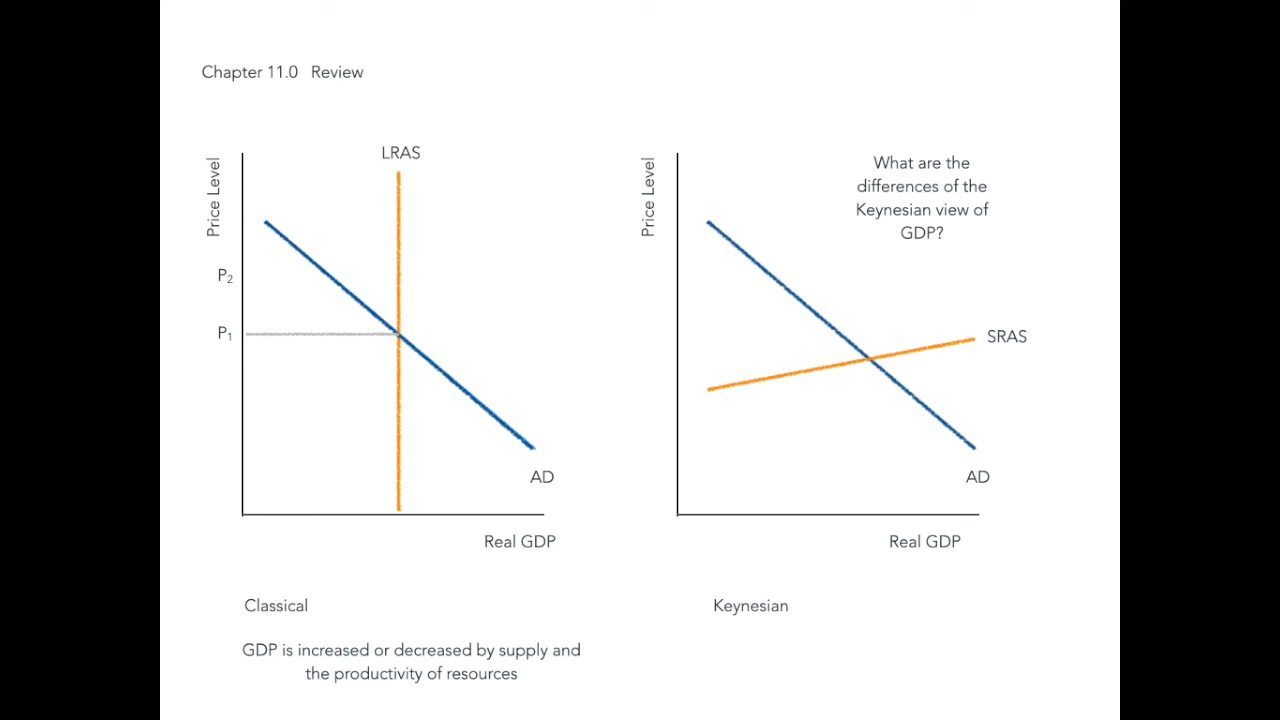 Chapter 11.0 Review
LRAS
Price Level
P2
P1
AD
Real GDP
Classical
GDP is increased or decreased by supply and
the productivity of resources
Price Level
What are the
differences of the
Keynesian view of
GDP?
SRAS
AD
Real GDP
Keynesian